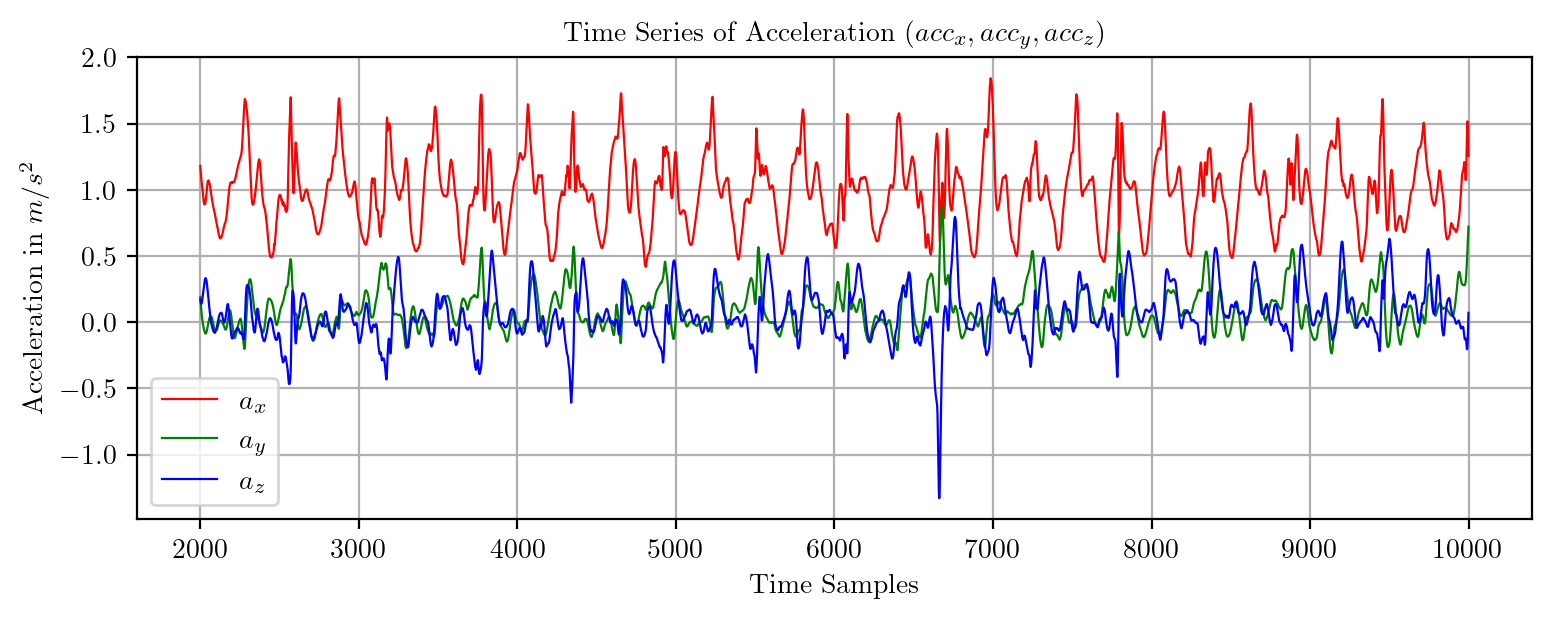 Time Series of Acceleration (acc_x, acc_y, acc_z)
Acceleration in m/s^2
2.0
1.5
1.0
0.5
0.0
−0.5
−1.0
a_x
a_y
a_z
2000 3000 4000 5000 6000 7000 8000 9000 10000
Time Samples